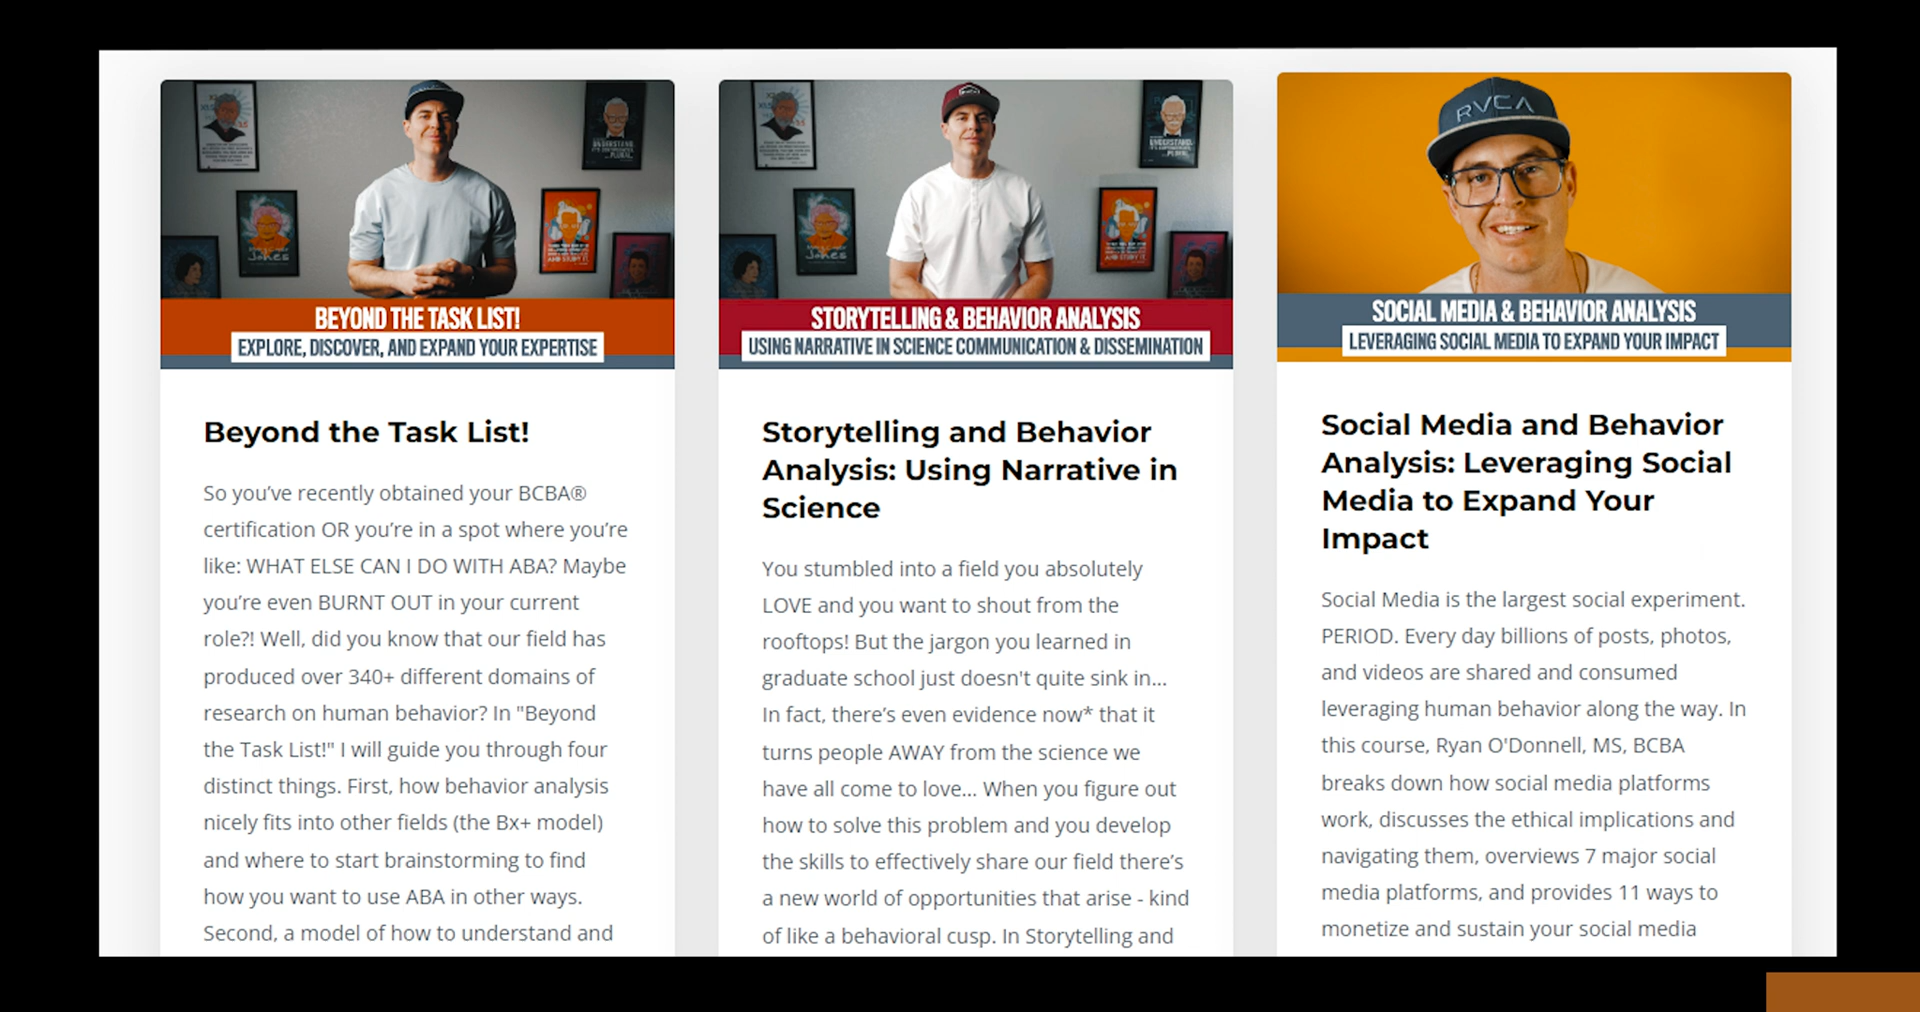 BEYOND THE TASK LIST!
EXPLORE, DISCOVER, AND EXPAND YOUR EXPERTISE
Beyond the Task List!
So you’ve recently obtained your BCBA®
certification OR you’re in a spot where you’re
like: WHAT ELSE CAN I DO WITH ABA? Maybe
you’re even BURNT OUT in your current
role?! Well, did you know that our field has
produced over 340+ different domains of
research on human behavior? In "Beyond
the Task List!" I will guide you through four
distinct things. First, how behavior analysis
nicely fits into other fields (the Bx+ model)
and where to start brainstorming to find
how you want to use ABA in other ways.
Second, a model of how to understand and
UNDERSTAND,
...PLURAL.
Jones
AND STUDY IT.
STORYTELLING & BEHAVIOR ANALYSIS
USING NARRATIVE IN SCIENCE COMMUNICATION & DISSEMINATION
Storytelling and Behavior
Analysis: Using Narrative in
Science
You stumbled into a field you absolutely
LOVE and you want to shout from the
rooftops! But the jargon you learned in
graduate school just doesn't quite sink in...
In fact, there’s even evidence now* that it
turns people AWAY from the science we
have all come to love... When you figure out
how to solve this problem and you develop
the skills to effectively share our field there’s
a new world of opportunities that arise - kind
of like a behavioral cusp. In Storytelling and
UNDERSTAND,
...PLURAL.
Jones
AND STUDY IT.
RVCA
SOCIAL MEDIA & BEHAVIOR ANALYSIS
LEVERAGING SOCIAL MEDIA TO EXPAND YOUR IMPACT
Social Media and Behavior
Analysis: Leveraging Social
Media to Expand Your
Impact
Social Media is the largest social experiment.
PERIOD. Every day billions of posts, photos,
and videos are shared and consumed
leveraging human behavior along the way. In
this course, Ryan O'Donnell, MS, BCBA
breaks down how social media platforms
work, discusses the ethical implications and
navigating them, overviews 7 major social
media platforms, and provides 11 ways to
monetize and sustain your social media